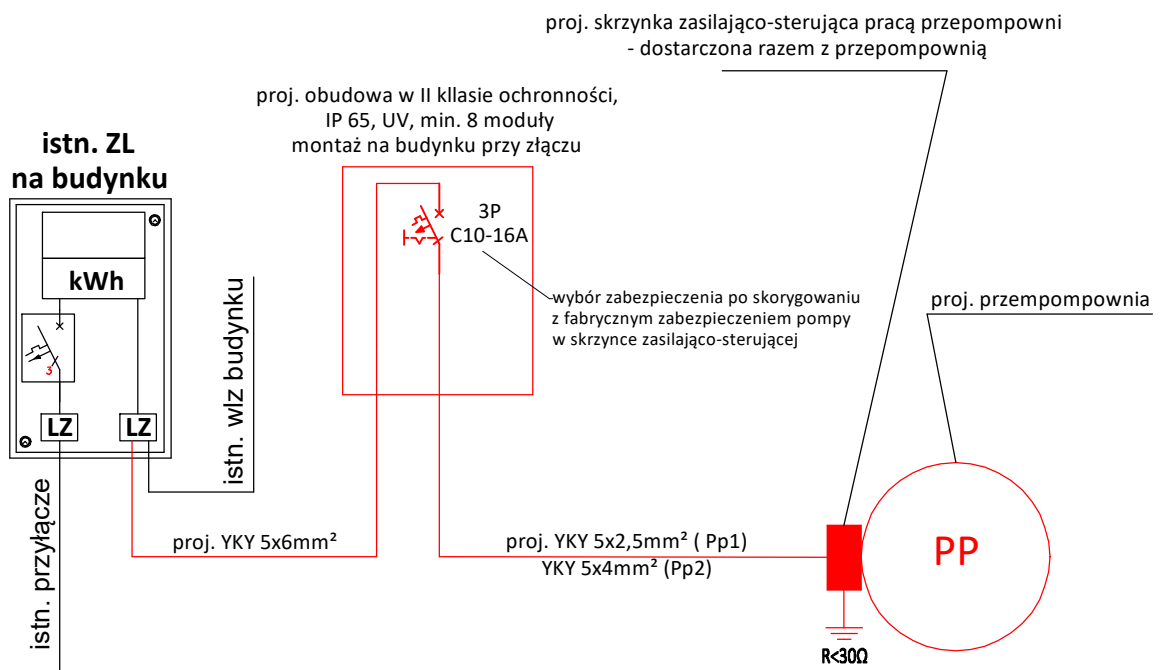 proj. skrzynka zasilająco-sterująca pracą przepompowni
- dostarczona razem z przepompownią
proj. obudowa w II kllasie ochronności,
IP 65, UV, min. 8 moduły
montaż na budynku przy złączu
istn. ZL
na budynku
kWh
3
LZ
LZ
istn. wlz budynku
istn. przyłącze
3P
C10-16A
wybór zabezpieczenia po skorygowaniu
z fabrycznym zabezpieczeniem pompy
w skrzynce zasilająco-sterującej
proj. przempompownia
proj. YKY 5x6mm²
proj. YKY 5x2,5mm² ( Pp1)
YKY 5x4mm² (Pp2)
PP
R<30Ω